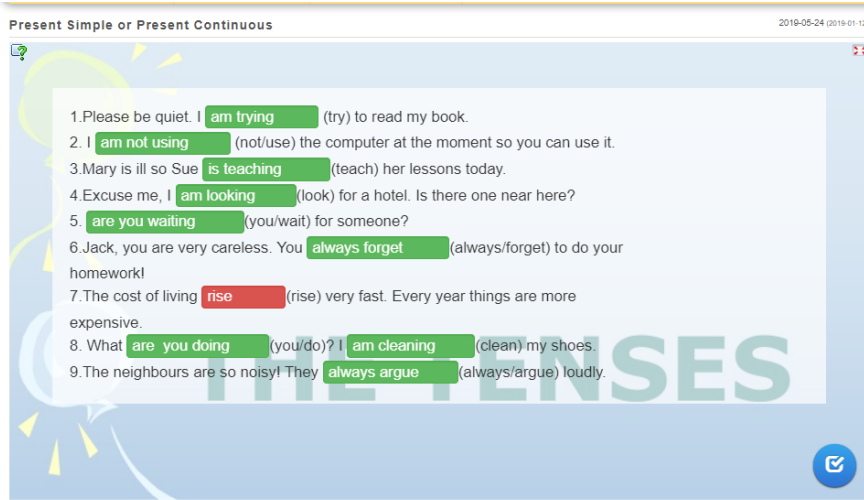 Present Simple or Present Continuous
2019-05-24 (2019-01-12
1.Please be quiet. I am trying (try) to read my book.
2. I am not using (not/use) the computer at the moment so you can use it.
3.Mary is ill so Sue is teaching (teach) her lessons today.
4.Excuse me, I am looking (look) for a hotel. Is there one near here?
5. are you waiting (you/wait) for someone?
6.Jack, you are very careless. You always forget (always/forget) to do your
homework!
7.The cost of living rise (rise) very fast. Every year things are more
expensive.
8. What are you doing (you/do)? I am cleaning (clean) my shoes.
9.The neighbours are so noisy! They always argue (always/argue) loudly.
THE TENSES